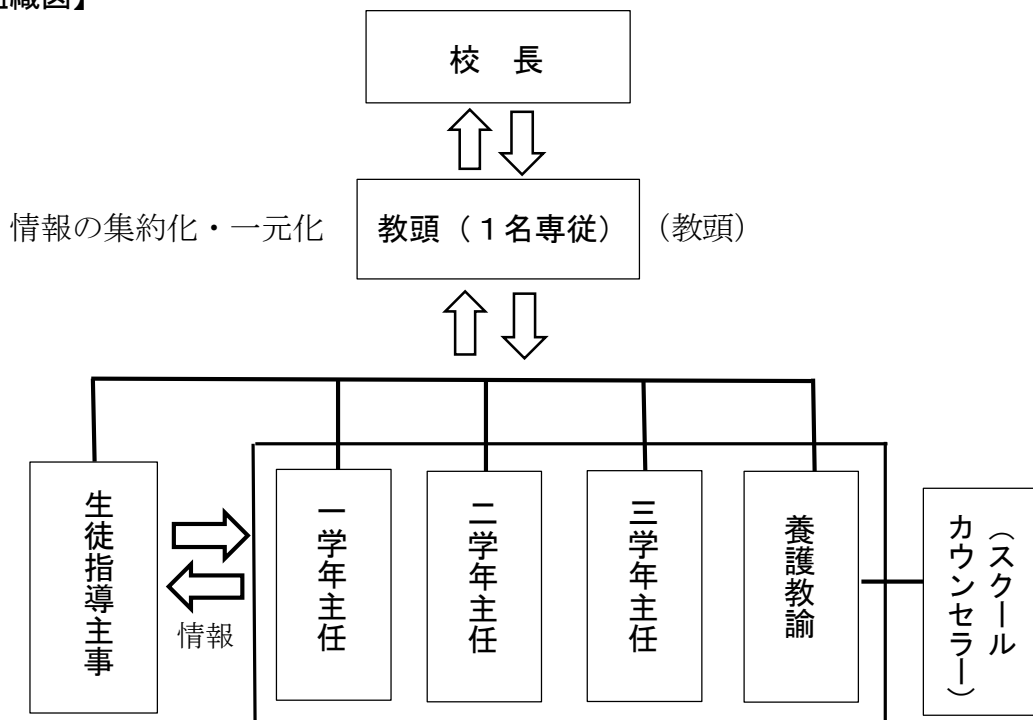 組織図】
校　長
情報の集約化・一元化
教頭（１名専従）
（教頭）
生徒指導主事
情報
一学年主任
二学年主任
三学年主任
養護教諭
（スクール
カウンセラー）